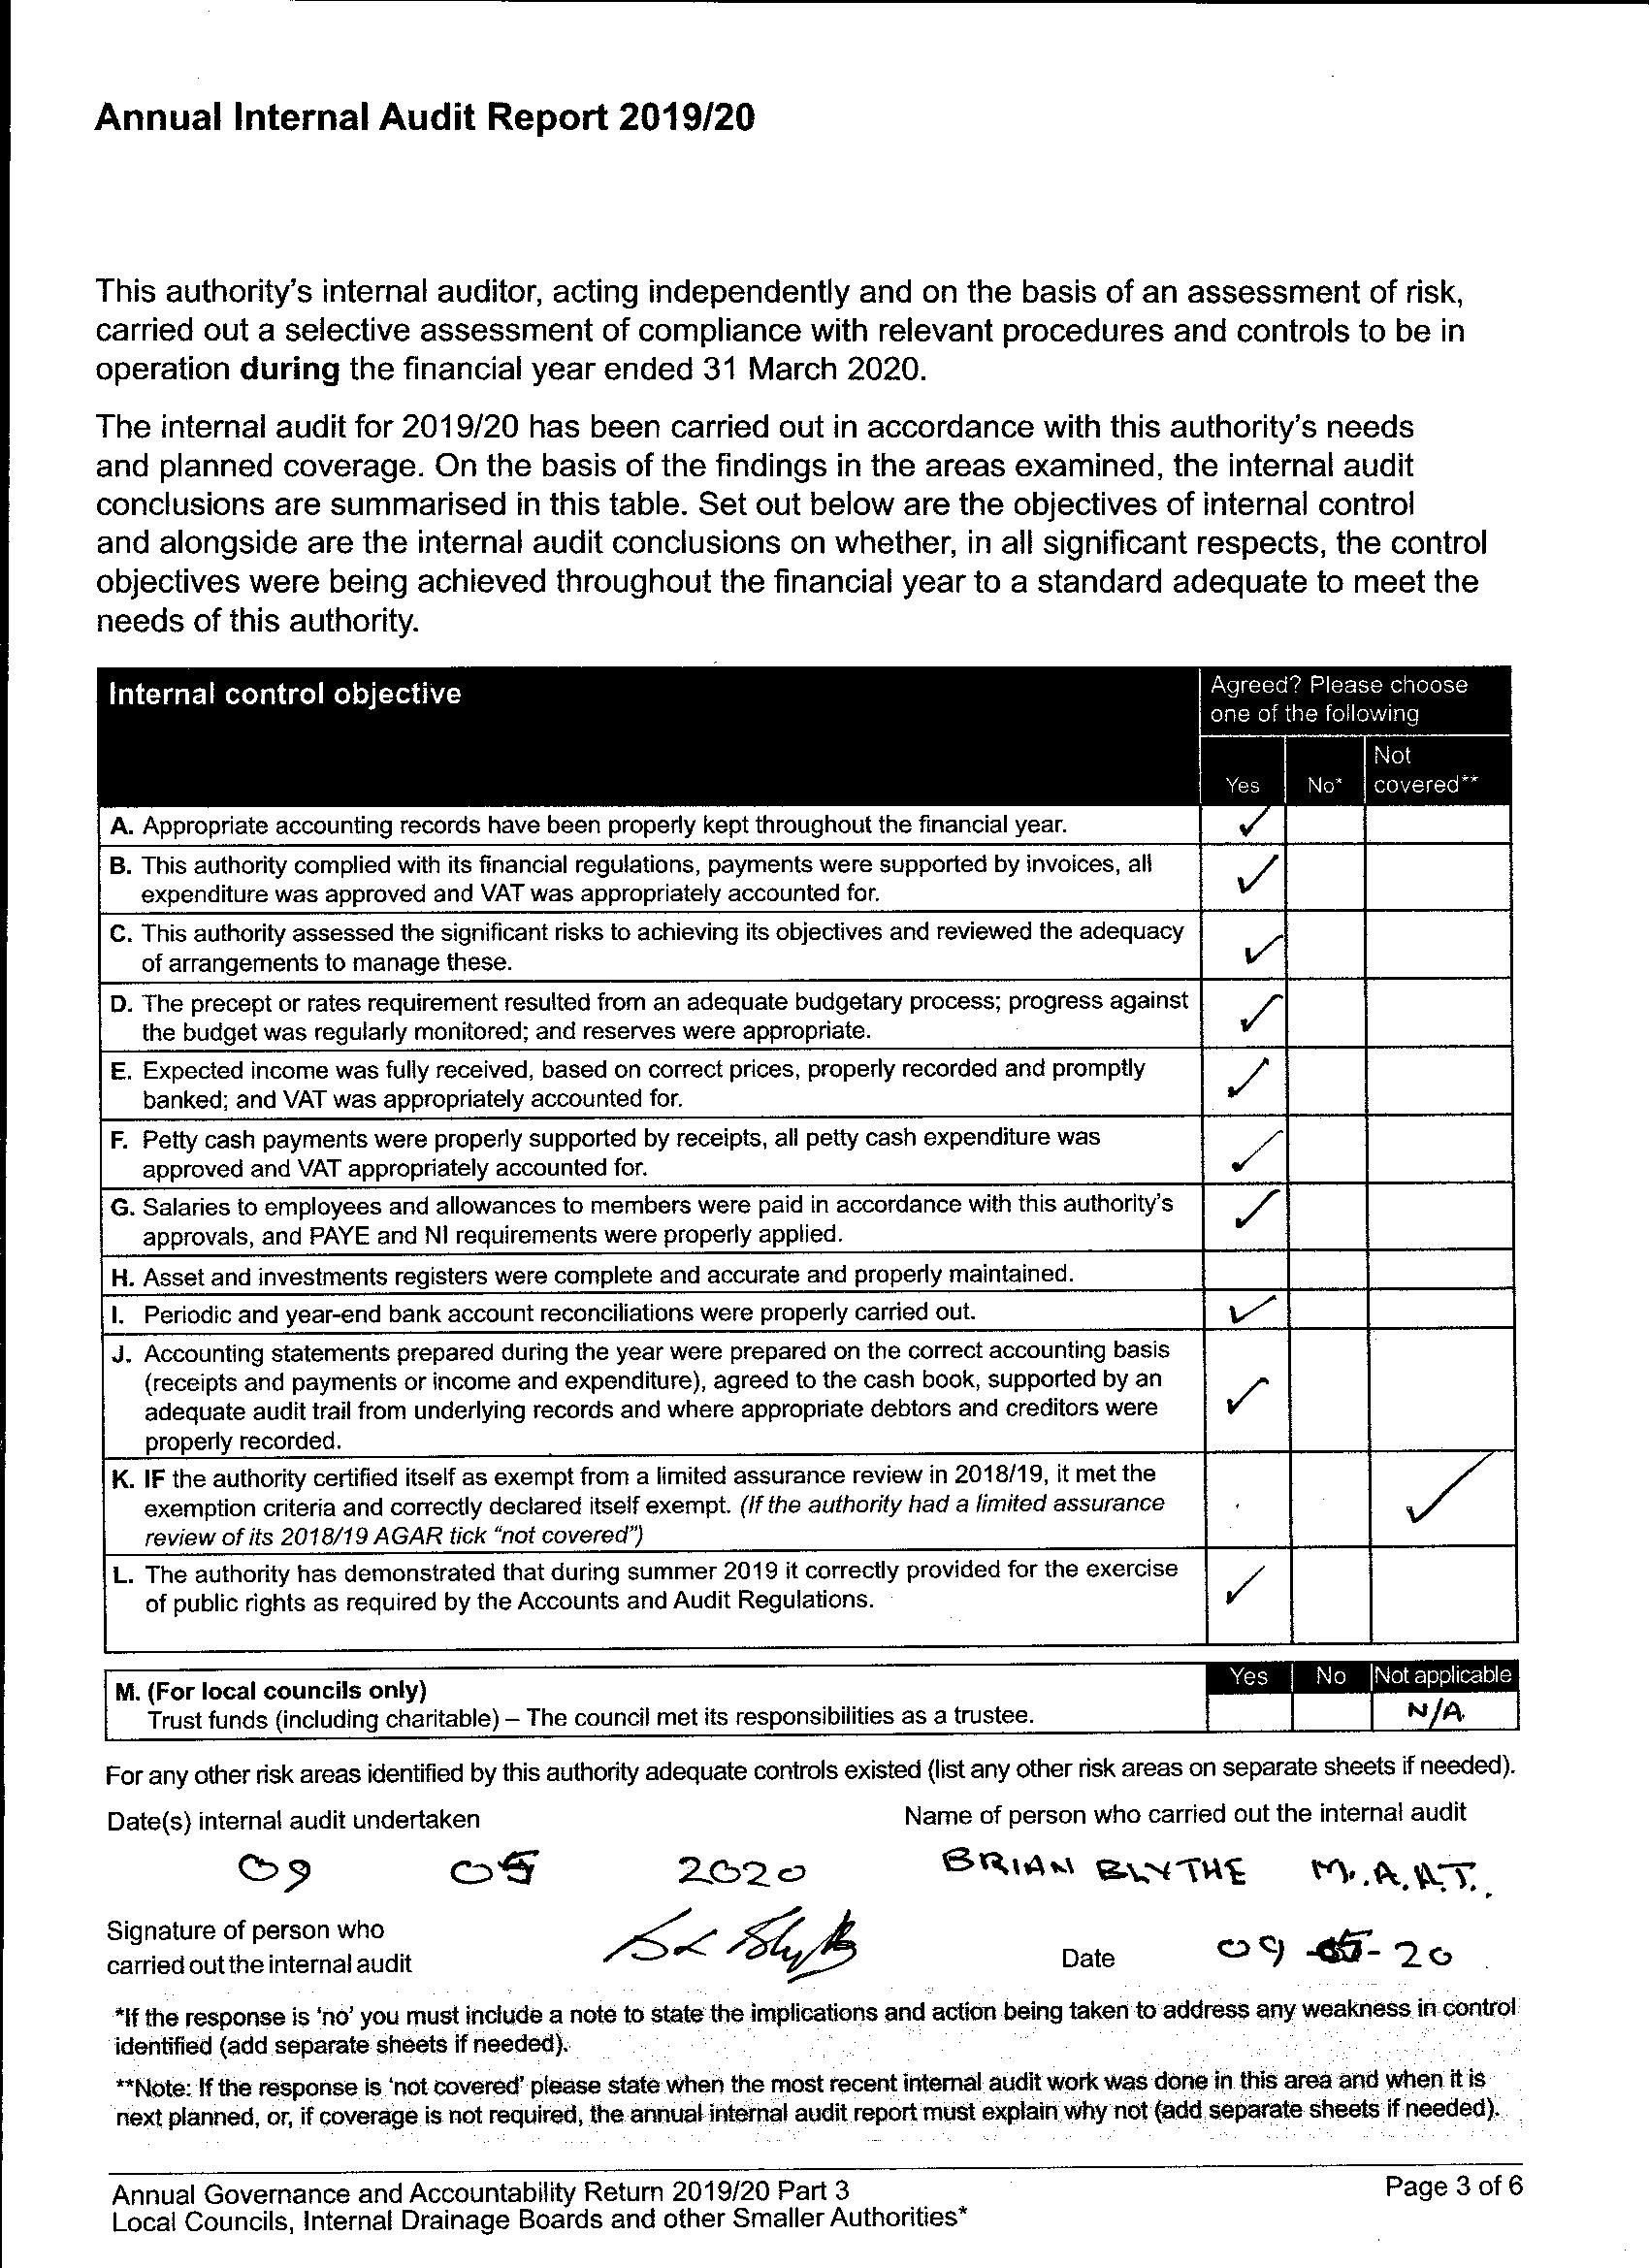 Annual Internal Audit Report 2019/20
This authority's internal auditor, acting independently and on the basis of an assessment of risk,
carried out a selective assessment of compliance with relevant procedures and controls to be in
operation during the financial year ended 31 March 2020.
The internal audit for 2019/20 has been carried out in accordance with this authority's needs
and planned coverage. On the basis of the findings in the areas examined, the internal audit
conclusions are summarised in this table. Set out below are the objectives of internal control
and alongside are the internal audit conclusions on whether, in all significant respects, the control
objectives were being achieved throughout the financial year to a standard adequate to meet the
needs of this authority.
Internal control objective
Agreed? Please choose
one of the following
Yes No* Not covered**
A. Appropriate accounting records have been properly kept throughout the financial year. ✓
B. This authority complied with its financial regulations, payments were supported by invoices, all
expenditure was approved and VAT was appropriately accounted for. ✓
C. This authority assessed the significant risks to achieving its objectives and reviewed the adequacy
of arrangements to manage these. ✓
D. The precept or rates requirement resulted from an adequate budgetary process; progress against
the budget was regularly monitored; and reserves were appropriate. ✓
E. Expected income was fully received, based on correct prices, properly recorded and promptly
banked; and VAT was appropriately accounted for. ✓
F. Petty cash payments were properly supported by receipts, all petty cash expenditure was
approved and VAT appropriately accounted for. ✓
G. Salaries to employees and allowances to members were paid in accordance with this authority's
approvals, and PAYE and NI requirements were properly applied. ✓
H. Asset and investments registers were complete and accurate and properly maintained.
I. Periodic and year-end bank account reconciliations were properly carried out. ✓
J. Accounting statements prepared during the year were prepared on the correct accounting basis
(receipts and payments or income and expenditure), agreed to the cash book, supported by an
adequate audit trail from underlying records and where appropriate debtors and creditors were
properly recorded. ✓
K. IF the authority certified itself as exempt from a limited assurance review in 2018/19, it met the
exemption criteria and correctly declared itself exempt. (If the authority had a limited assurance
review of its 2018/19 AGAR tick "not covered") ✓
L. The authority has demonstrated that during summer 2019 it correctly provided for the exercise
of public rights as required by the Accounts and Audit Regulations. ✓
M. (For local councils only)
Yes No Not applicable
Trust funds (including charitable) – The council met its responsibilities as a trustee. N/A
For any other risk areas identified by this authority adequate controls existed (list any other risk areas on separate sheets if needed).
Date(s) internal audit undertaken
Name of person who carried out the internal audit
09 05 2020 BRIAN BLYTHE M.A.A.T.
Signature of person who
carried out the internal audit
Date 09-05-20
*If the response is 'no' you must include a note to state the implications and action being taken to address any weakness in control
identified (add separate sheets if needed).
**Note: If the response is 'not covered' please state when the most recent internal audit work was done in this area and when it is
next planned, or, if coverage is not required, the annual internal audit report must explain why not (add separate sheets if needed).
Annual Governance and Accountability Return 2019/20 Part 3
Page 3 of 6
Local Councils, Internal Drainage Boards and other Smaller Authorities*